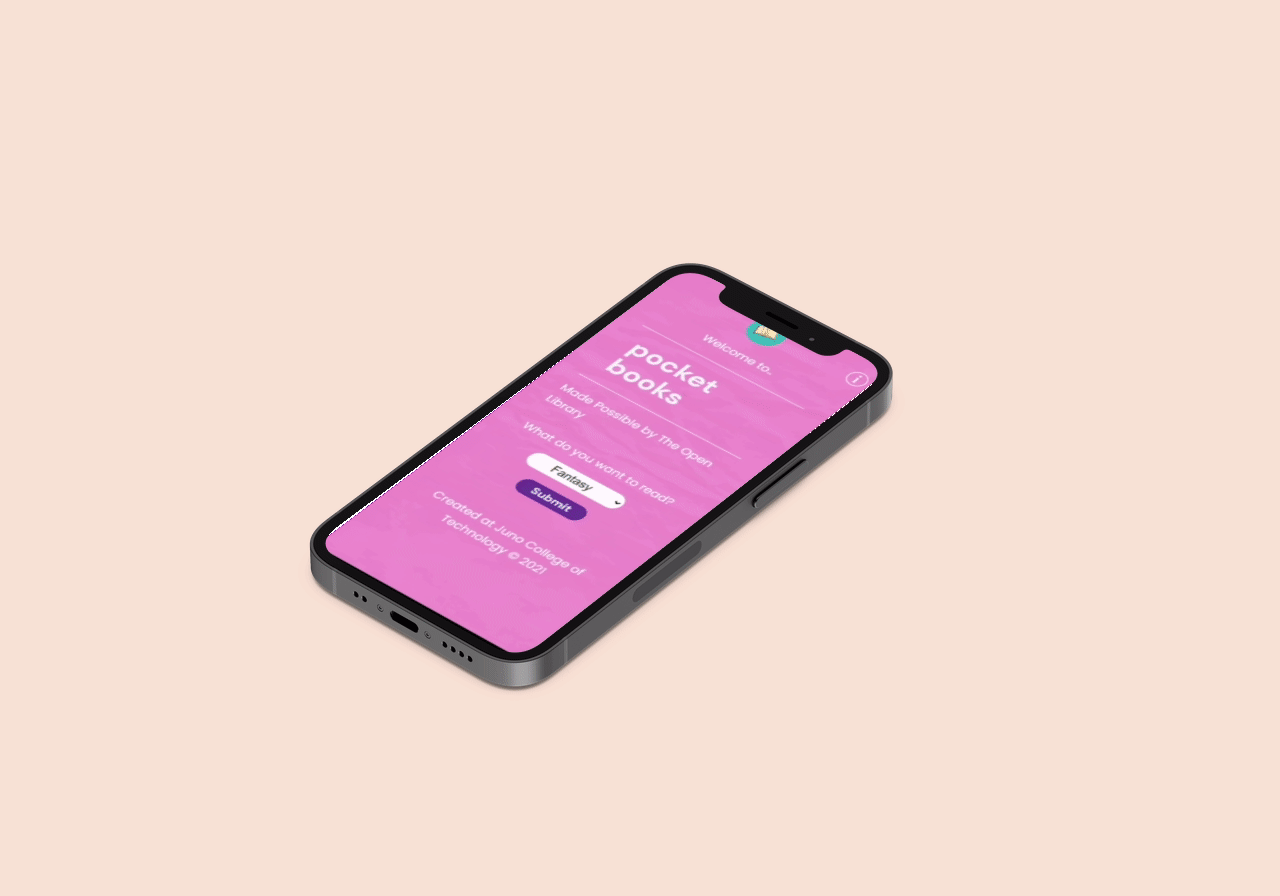 Welcome to..
i
pocket
books
Made Possible by The Open
Library
What do you want to read?
Fantasy
Submit
Created at Juno College of
Technology © 2021